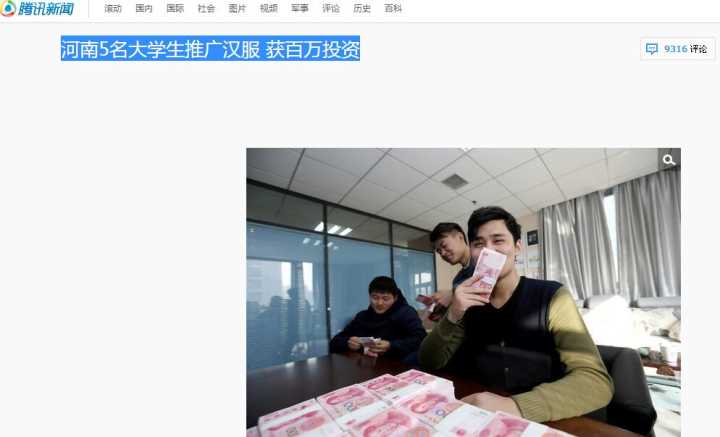 腾讯新闻
滚动 国内 国际 社会 图片 视频 军事 评论 历史 百科
河南5名大学生推广汉服 获百万投资
9316 评论